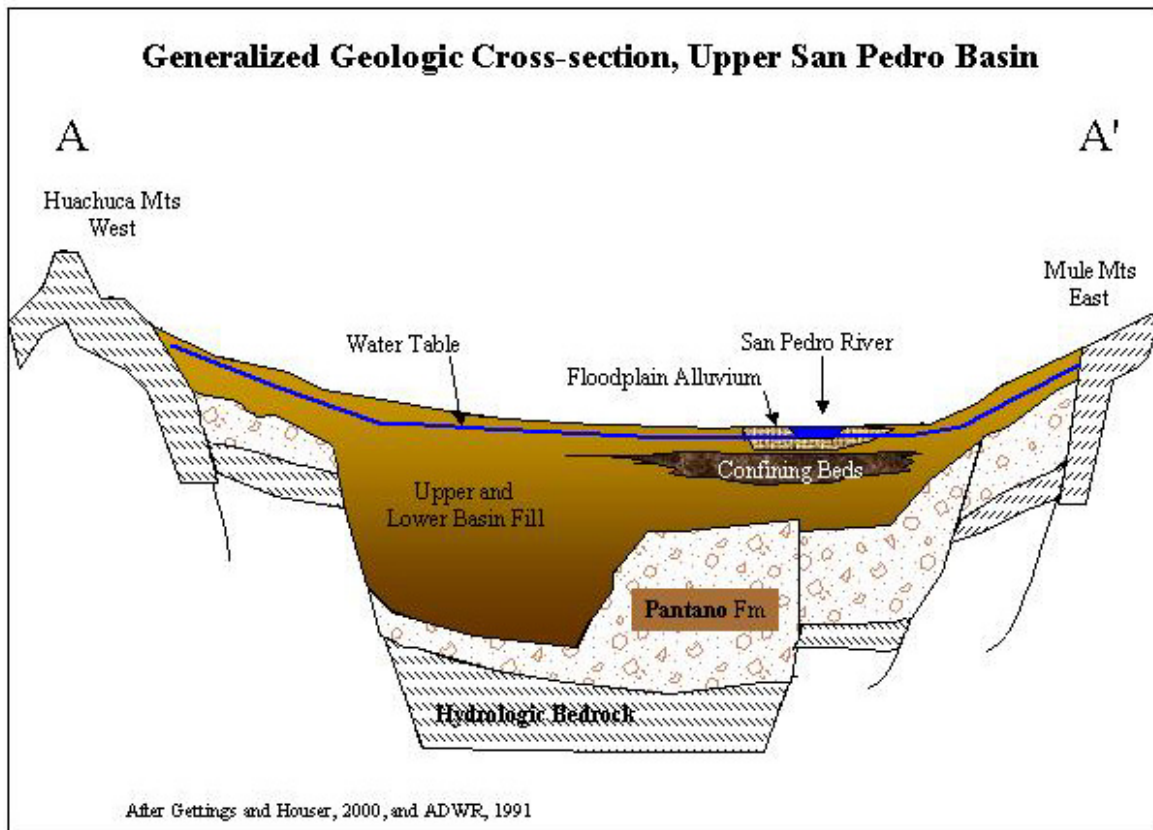 Generalized Geologic Cross-section, Upper San Pedro Basin
A
A'
Huachuca Mts
West
Mule Mts
East
Water Table
San Pedro River
Floodplain Alluvium
Confining Beds
Upper and
Lower Basin Fill
Pantano Fm
Hydrologic Bedrock
After Gettings and Houser, 2000, and ADWR, 1991